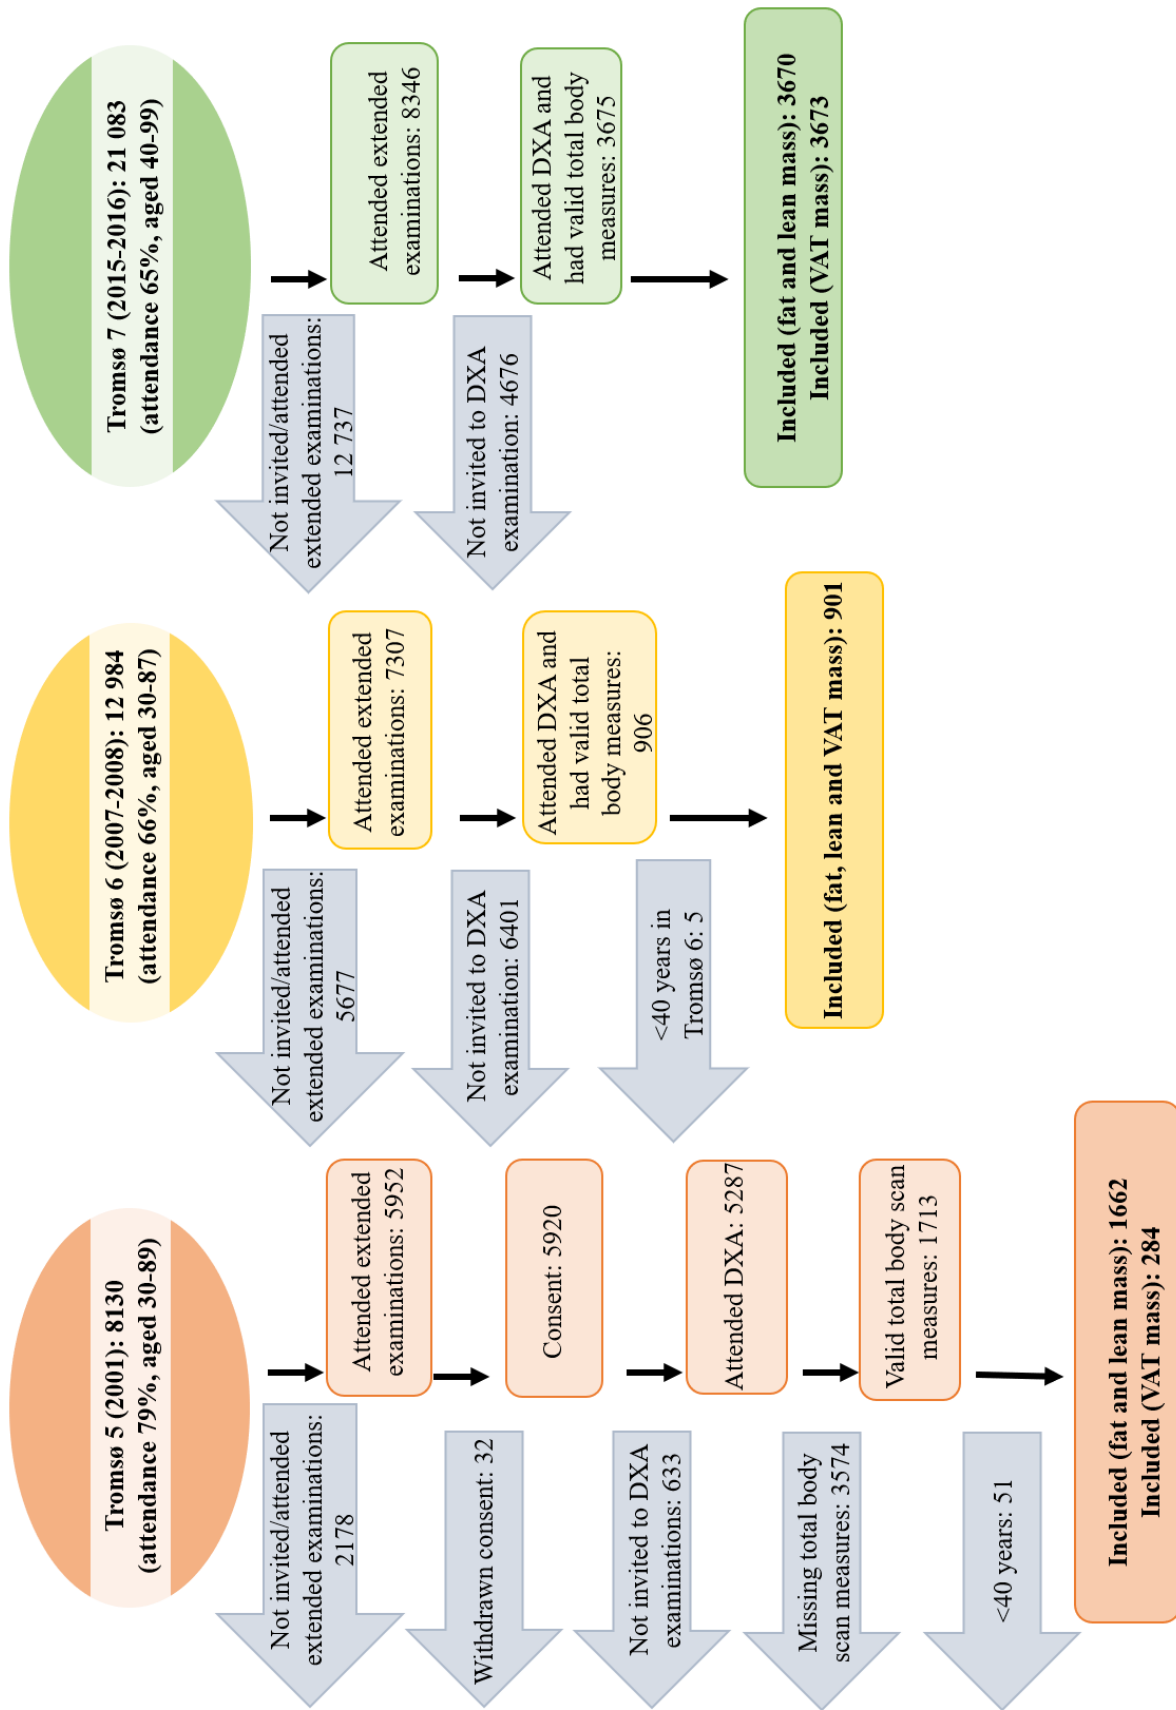 Tromsø 5 (2001): 8130
(attendance 79%, aged 30-89)
Not invited/attended
extended examinations:
2178
Attended extended
examinations: 5952
Withdrawn consent: 32
Consent: 5920
Not invited to DXA
examinations: 633
Attended DXA: 5287
Missing total body
scan measures: 3574
Valid total body scan
measures: 1713
<40 years: 51
Included (fat and lean mass): 1662
Included (VAT mass): 284
Tromsø 6 (2007-2008): 12 984
(attendance 66%, aged 30-87)
Not invited/attended
extended examinations:
5677
Attended extended
examinations: 7307
Not invited to DXA
examination: 6401
Attended DXA and
had valid total
body measures:
906
<40 years in
Tromsø 6: 5
Included (fat, lean and VAT mass): 901
Tromsø 7 (2015-2016): 21 083
(attendance 65%, aged 40-99)
Not invited/attended
extended examinations:
12 737
Attended extended
examinations: 8346
Not invited to DXA
examination: 4676
Attended DXA and
had valid total body
measures: 3675
Included (fat and lean mass): 3670
Included (VAT mass): 3673